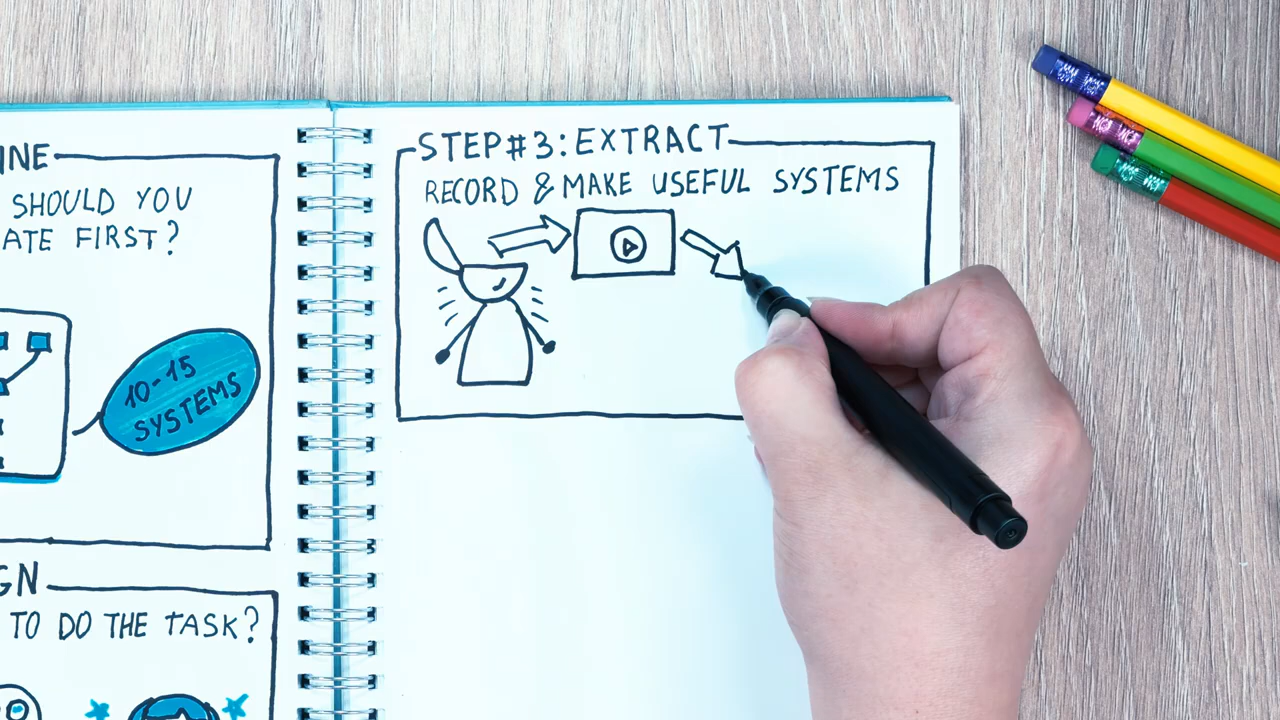 INE
SHOULD YOU
ATE FIRST?
10-15
SYSTEMS
GN
TO DO THE TASK?
STEP#3: EXTRACT
RECORD & MAKE USEFUL SYSTEMS